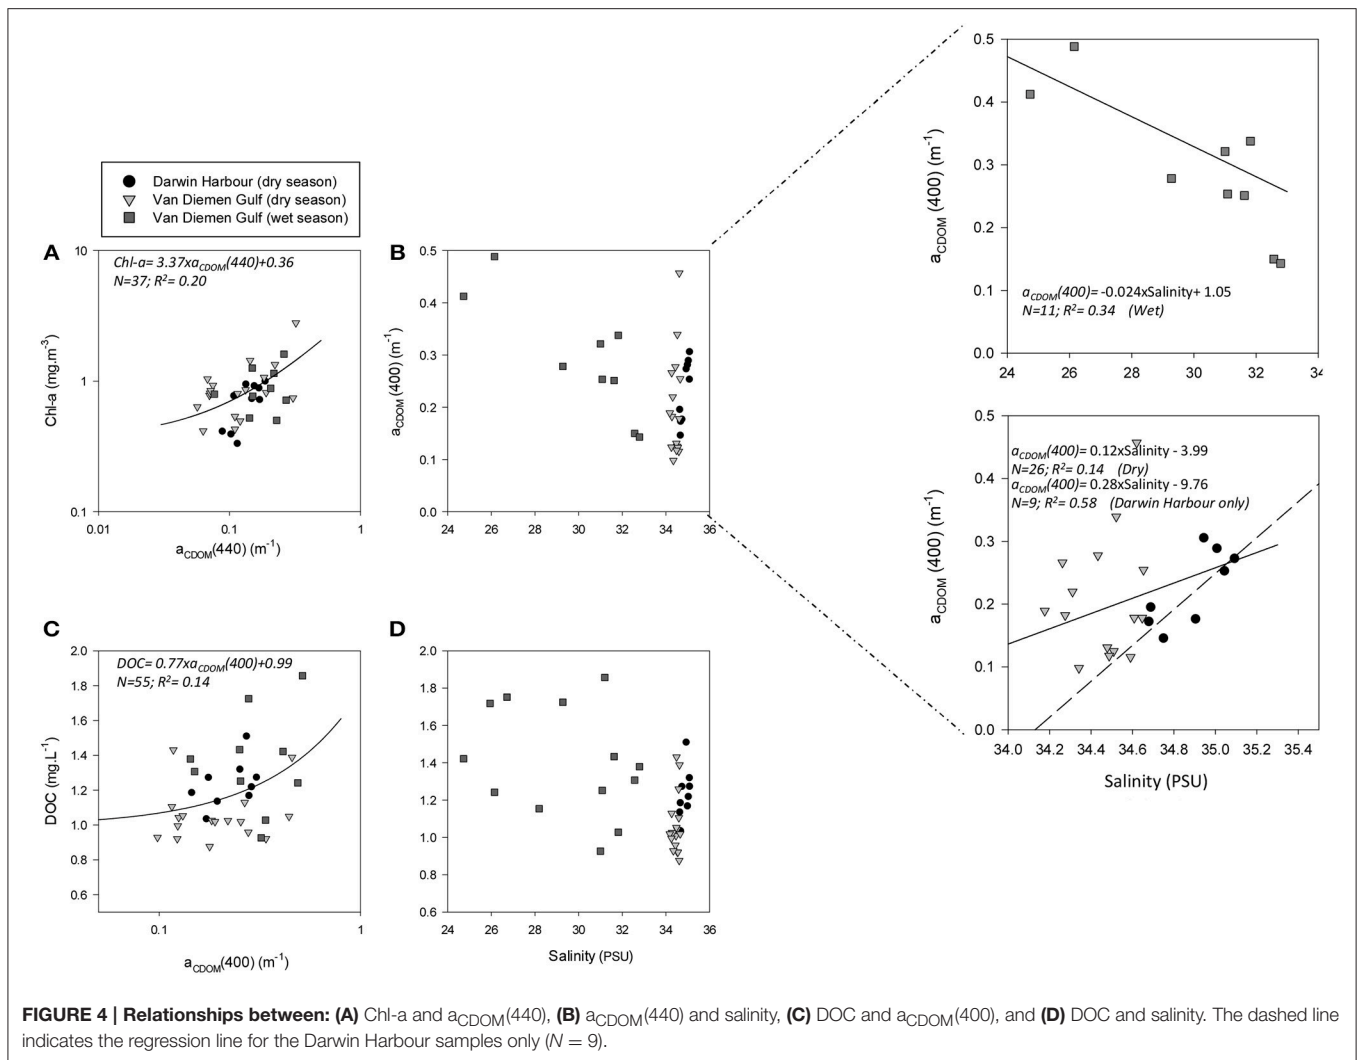 Darwin Harbour (dry season)
Van Diemen Gulf (dry season)
Van Diemen Gulf (wet season)
A
10
1
0.1
Chl-a (mg.m-3)
Chl-a= 3.37xaCDOM(440)+0.36
N=37; R2= 0.20
0.01 0.1 1
aCDOM(440) (m-1)
B
0.5
0.4
0.3
0.2
0.1
0.0
aCDOM(400) (m-1)
24 26 28 30 32 34 36
0.5
0.4
0.3
0.2
0.1
0.0
aCDOM(400) (m-1)
aCDOM(400)= -0.024xSalinity+ 1.05
N=11; R2= 0.34 (Wet)
24 26 28 30 32 34
0.5
0.4
0.3
0.2
0.1
0.0
aCDOM(400) (m-1)
aCDOM(400)= 0.12xSalinity - 3.99
N=26; R2= 0.14 (Dry)
aCDOM(400)= 0.28xSalinity - 9.76
N=9; R2= 0.58 (Darwin Harbour only)
34.0 34.2 34.4 34.6 34.8 35.0 35.2 35.4
Salinity (PSU)
C
2.0
1.8
1.6
1.4
1.2
1.0
0.8
0.6
DOC (mg.L-1)
DOC= 0.77xaCDOM(400)+0.99
N=55; R2= 0.14
0.1 1
aCDOM(400) (m-1)
D
2.0
1.8
1.6
1.4
1.2
1.0
0.8
0.6
24 26 28 30 32 34 36
Salinity (PSU)
FIGURE 4 | Relationships between: (A) Chl-a and aCDOM(440), (B) aCDOM(440) and salinity, (C) DOC and aCDOM(400), and (D) DOC and salinity. The dashed line
indicates the regression line for the Darwin Harbour samples only (N = 9).